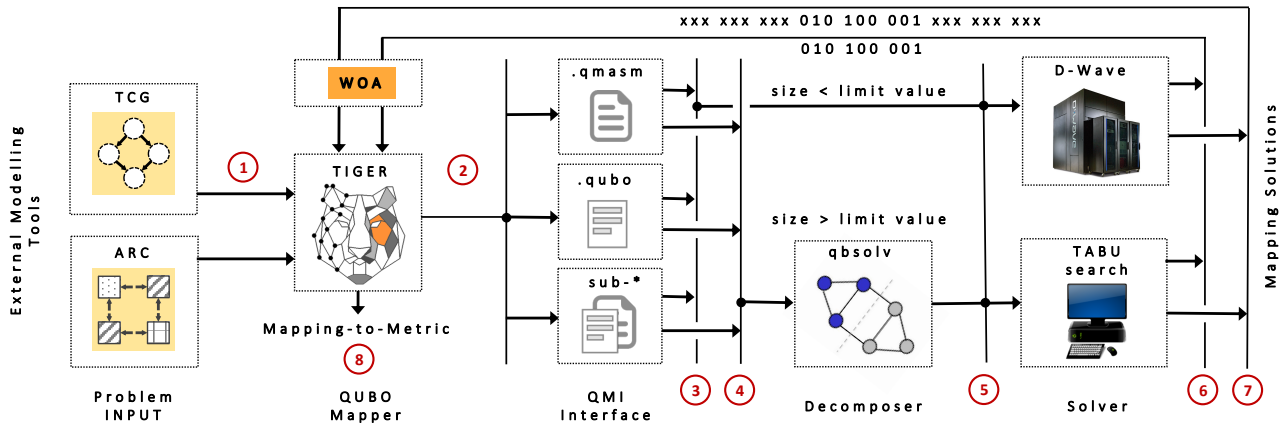 xxx xxx xxx 010 100 001 xxx xxx xxx
010 100 001
External Modelling
Tools
TCG
ARC
Problem
INPUT
1
WOA
TIGER
Mapping-to-Metric
8
QUBO
Mapper
2
.qmasm
.qubo
sub-*
QMI
Interface
3
4
size < limit value
size > limit value
qbsolv
Decomposer
5
D-Wave
TABU
search
Solver
6
7
Mapping Solutions